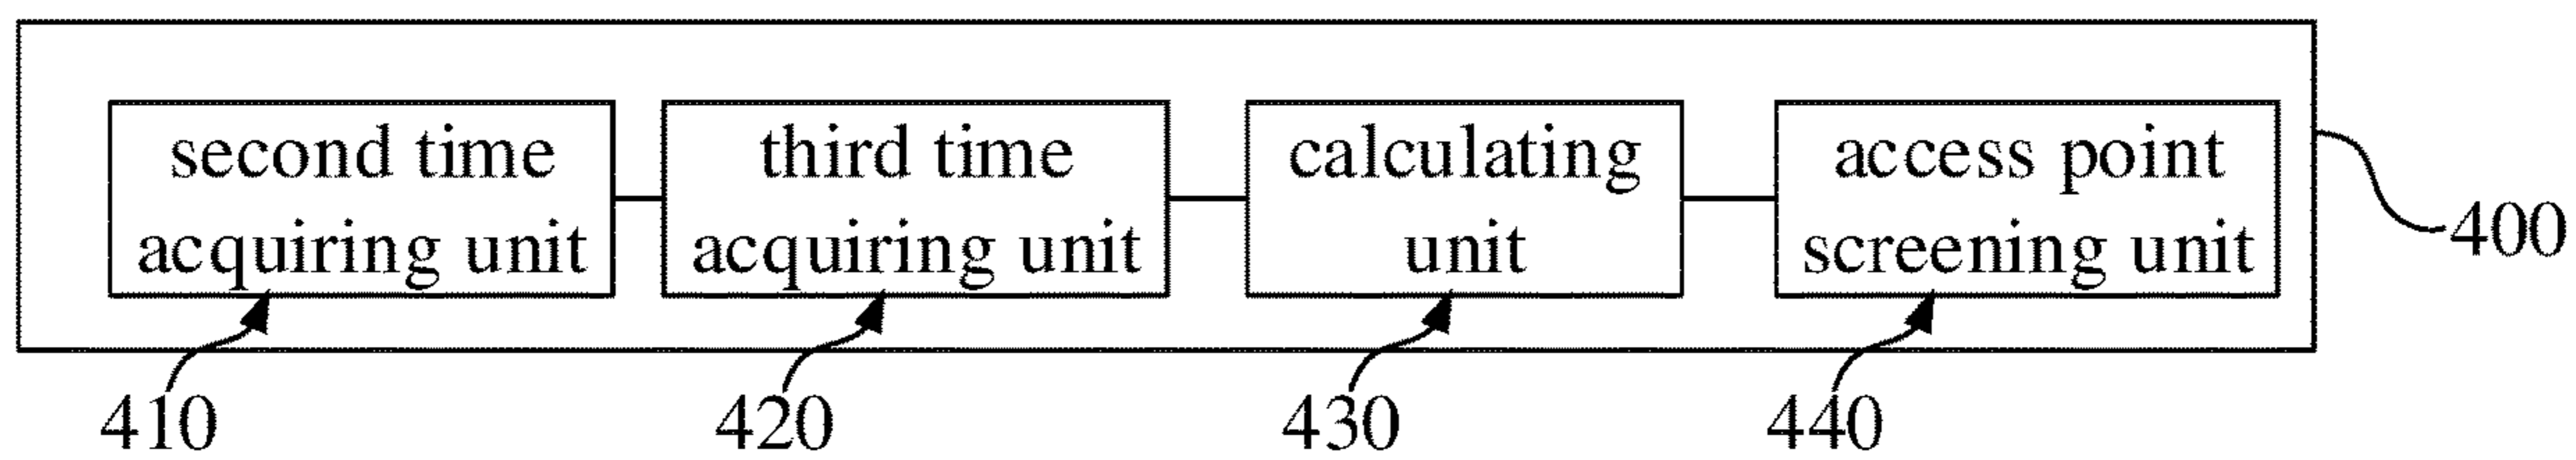 second time
acquiring unit
third time
acquiring unit
calculating
unit
access point
screening unit
400
410
420
430
440